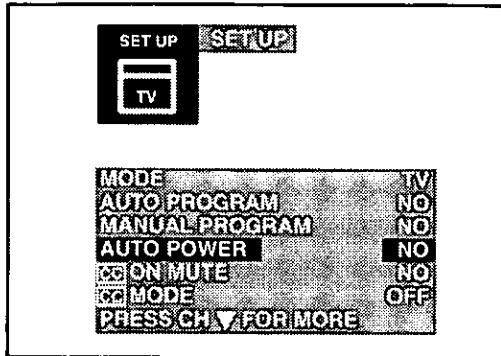 SET UP SET UP
TV
MODE TV
AUTO PROGRAM NO
MANUAL PROGRAM NO
AUTO POWER NO
CC ON MUTE NO
CC MODE OFF
PRESS CH ▽ FOR MORE